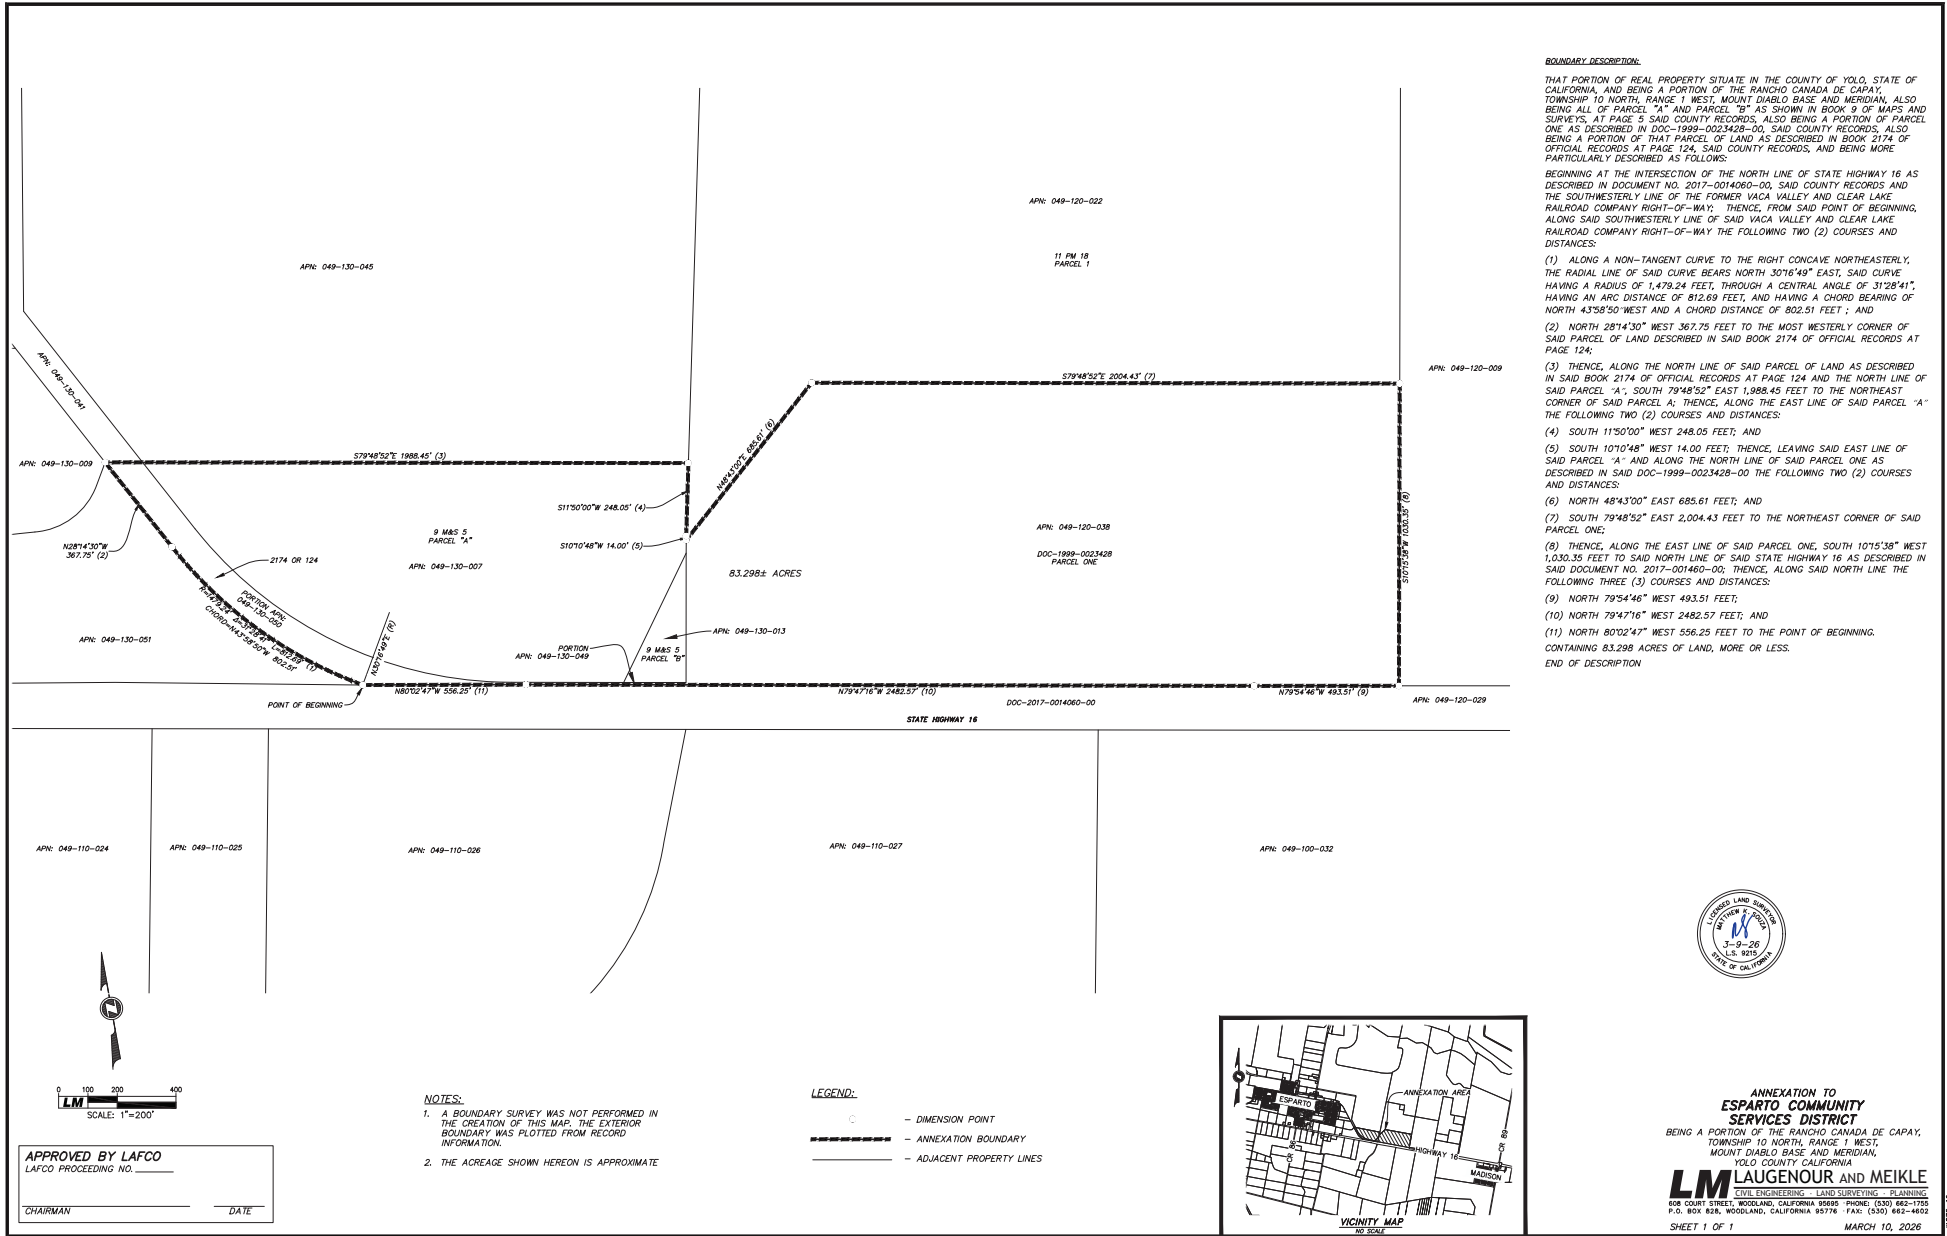 APN: 049-130-045
APN: 049-120-022
11 PM 18
PARCEL 1
APN: 049-130-041
APN: 049-120-009
S79°48'52"E 2004.43' (7)
APN: 049-130-009
S79°48'52"E 1988.45' (3)
N48°43'00"E 685.61' (6)
S11°50'00"W 248.05' (4)
S10°10'48"W 14.00' (5)
S10°15'38"W 1030.35' (8)
N28°14'30"W
367.75' (2)
2174 OR 124
9 M&S 5
PARCEL "A"
APN: 049-130-007
83.298± ACRES
APN: 049-120-038
DOC-1999-0023428
PARCEL ONE
PORTION APN:
049-130-050
R=1479.24' Δ=31°28'41" L=812.69' (1)
CHORD=N43°58'50"W 802.51'
N30°16'49"E (R)
APN: 049-130-051
APN: 049-130-013
9 M&S 5
PARCEL "B"
PORTION
APN: 049-130-049
N80°02'47"W 556.25' (11)
N79°47'16"W 2482.57' (10)
N79°54'46"W 493.51' (9)
POINT OF BEGINNING
DOC-2017-0014060-00
STATE HIGHWAY 16
APN: 049-120-029
APN: 049-110-024
APN: 049-110-025
APN: 049-110-026
APN: 049-110-027
APN: 049-100-032
BOUNDARY DESCRIPTION:
THAT PORTION OF REAL PROPERTY SITUATE IN THE COUNTY OF YOLO, STATE OF
CALIFORNIA, AND BEING A PORTION OF THE RANCHO CANADA DE CAPAY,
TOWNSHIP 10 NORTH, RANGE 1 WEST, MOUNT DIABLO BASE AND MERIDIAN, ALSO
BEING ALL OF PARCEL "A" AND PARCEL "B" AS SHOWN IN BOOK 9 OF MAPS AND
SURVEYS, AT PAGE 5 SAID COUNTY RECORDS, ALSO BEING A PORTION OF PARCEL
ONE AS DESCRIBED IN DOC-1999-0023428-00, SAID COUNTY RECORDS, ALSO
BEING A PORTION OF THAT PARCEL OF LAND AS DESCRIBED IN BOOK 2174 OF
OFFICIAL RECORDS AT PAGE 124, SAID COUNTY RECORDS, AND BEING MORE
PARTICULARLY DESCRIBED AS FOLLOWS:
BEGINNING AT THE INTERSECTION OF THE NORTH LINE OF STATE HIGHWAY 16 AS
DESCRIBED IN DOCUMENT NO. 2017-0014060-00, SAID COUNTY RECORDS AND
THE SOUTHWESTERLY LINE OF THE FORMER VACA VALLEY AND CLEAR LAKE
RAILROAD COMPANY RIGHT-OF-WAY; THENCE, FROM SAID POINT OF BEGINNING,
ALONG SAID SOUTHWESTERLY LINE OF SAID VACA VALLEY AND CLEAR LAKE
RAILROAD COMPANY RIGHT-OF-WAY THE FOLLOWING TWO (2) COURSES AND
DISTANCES:
(1) ALONG A NON-TANGENT CURVE TO THE RIGHT CONCAVE NORTHEASTERLY,
THE RADIAL LINE OF SAID CURVE BEARS NORTH 30°16'49" EAST, SAID CURVE
HAVING A RADIUS OF 1,479.24 FEET, THROUGH A CENTRAL ANGLE OF 31°28'41",
HAVING AN ARC DISTANCE OF 812.69 FEET, AND HAVING A CHORD BEARING OF
NORTH 43°58'50"WEST AND A CHORD DISTANCE OF 802.51 FEET ; AND
(2) NORTH 28°14'30" WEST 367.75 FEET TO THE MOST WESTERLY CORNER OF
SAID PARCEL OF LAND DESCRIBED IN SAID BOOK 2174 OF OFFICIAL RECORDS AT
PAGE 124;
(3) THENCE, ALONG THE NORTH LINE OF SAID PARCEL OF LAND AS DESCRIBED
IN SAID BOOK 2174 OF OFFICIAL RECORDS AT PAGE 124 AND THE NORTH LINE OF
SAID PARCEL "A", SOUTH 79°48'52" EAST 1,988.45 FEET TO THE NORTHEAST
CORNER OF SAID PARCEL A; THENCE, ALONG THE EAST LINE OF SAID PARCEL "A"
THE FOLLOWING TWO (2) COURSES AND DISTANCES:
(4) SOUTH 11°50'00" WEST 248.05 FEET; AND
(5) SOUTH 10°10'48" WEST 14.00 FEET; THENCE, LEAVING SAID EAST LINE OF
SAID PARCEL "A" AND ALONG THE NORTH LINE OF SAID PARCEL ONE AS
DESCRIBED IN SAID DOC-1999-0023428-00 THE FOLLOWING TWO (2) COURSES
AND DISTANCES:
(6) NORTH 48°43'00" EAST 685.61 FEET; AND
(7) SOUTH 79°48'52" EAST 2,004.43 FEET TO THE NORTHEAST CORNER OF SAID
PARCEL ONE;
(8) THENCE, ALONG THE EAST LINE OF SAID PARCEL ONE, SOUTH 10°15'38" WEST
1,030.35 FEET TO SAID NORTH LINE OF SAID STATE HIGHWAY 16 AS DESCRIBED IN
SAID DOCUMENT NO. 2017-001460-00; THENCE, ALONG SAID NORTH LINE THE
FOLLOWING THREE (3) COURSES AND DISTANCES:
(9) NORTH 79°54'46" WEST 493.51 FEET;
(10) NORTH 79°47'16" WEST 2482.57 FEET; AND
(11) NORTH 80°02'47" WEST 556.25 FEET TO THE POINT OF BEGINNING.
CONTAINING 83.298 ACRES OF LAND, MORE OR LESS.
END OF DESCRIPTION
LICENSED LAND SURVEYOR
MATTHEW K. SOUZA
3-9-26
L.S. 9215
STATE OF CALIFORNIA
0 100 200 400
LM
SCALE: 1"=200'
APPROVED BY LAFCO
LAFCO PROCEEDING NO.
CHAIRMAN
DATE
NOTES:
1. A BOUNDARY SURVEY WAS NOT PERFORMED IN
THE CREATION OF THIS MAP. THE EXTERIOR
BOUNDARY WAS PLOTTED FROM RECORD
INFORMATION.
2. THE ACREAGE SHOWN HEREON IS APPROXIMATE
LEGEND:
- DIMENSION POINT
- ANNEXATION BOUNDARY
- ADJACENT PROPERTY LINES
ANNEXATION AREA
ESPARTO
CR 86
HIGHWAY 16
CR 89
MADISON
VICINITY MAP
NO SCALE
ANNEXATION TO
ESPARTO COMMUNITY
SERVICES DISTRICT
BEING A PORTION OF THE RANCHO CANADA DE CAPAY,
TOWNSHIP 10 NORTH, RANGE 1 WEST,
MOUNT DIABLO BASE AND MERIDIAN,
YOLO COUNTY CALIFORNIA
LM LAUGENOUR AND MEIKLE
CIVIL ENGINEERING · LAND SURVEYING · PLANNING
608 COURT STREET, WOODLAND, CALIFORNIA 95695 · PHONE: (530) 662-1755
P.O. BOX 828, WOODLAND, CALIFORNIA 95776 · FAX: (530) 662-4602
SHEET 1 OF 1
MARCH 10, 2026